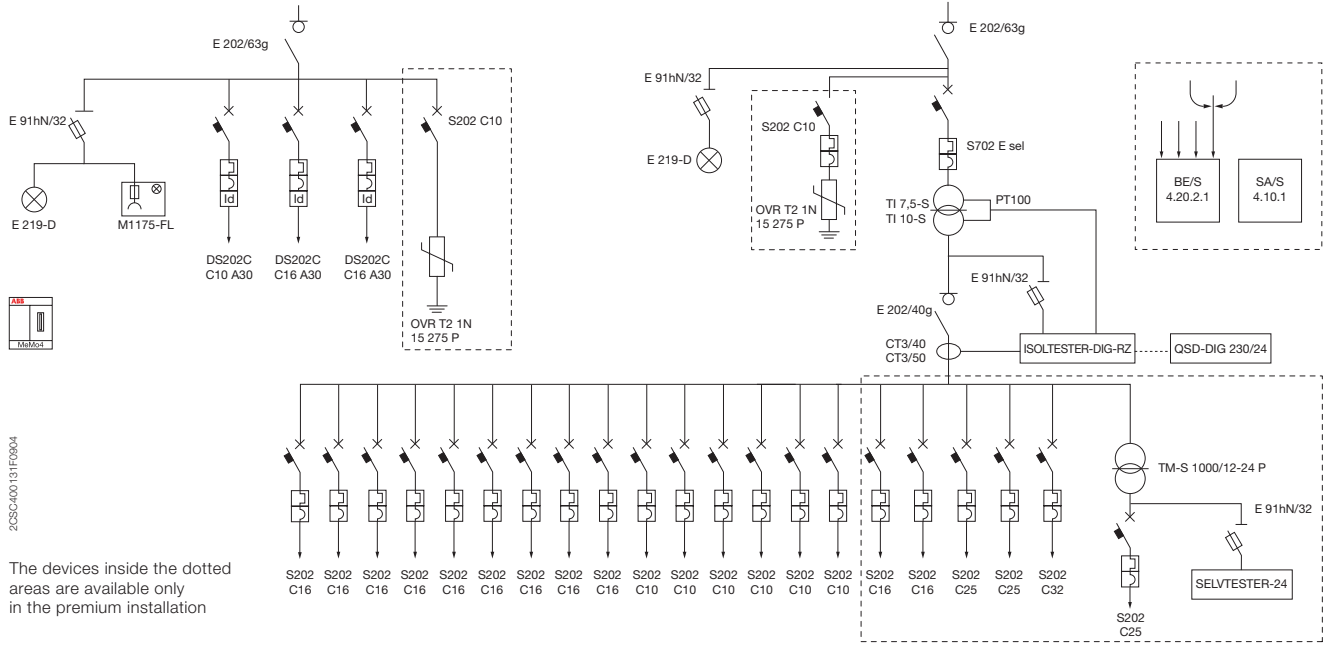 E 202/63g
E 91hN/32
S202 C10
E 219-D
M1175-FL
Id
Id
Id
DS202C
C10 A30
DS202C
C16 A30
DS202C
C16 A30
OVR T2 1N
15 275 P
ABB
MeMo4
E 202/63g
E 91hN/32
S202 C10
E 219-D
OVR T2 1N
15 275 P
S702 E sel
TI 7,5-S
TI 10-S
PT100
BE/S
4.20.2.1
SA/S
4.10.1
E 91hN/32
E 202/40g
CT3/40
CT3/50
ISOLTESTER-DIG-RZ
QSD-DIG 230/24
TM-S 1000/12-24 P
E 91hN/32
SELVTESTER-24
S202
C16
S202
C16
S202
C16
S202
C16
S202
C16
S202
C16
S202
C16
S202
C16
S202
C16
S202
C10
S202
C10
S202
C10
S202
C10
S202
C10
S202
C10
S202
C16
S202
C16
S202
C25
S202
C25
S202
C32
S202
C25
2CSC400131F0904
The devices inside the dotted
areas are available only
in the premium installation